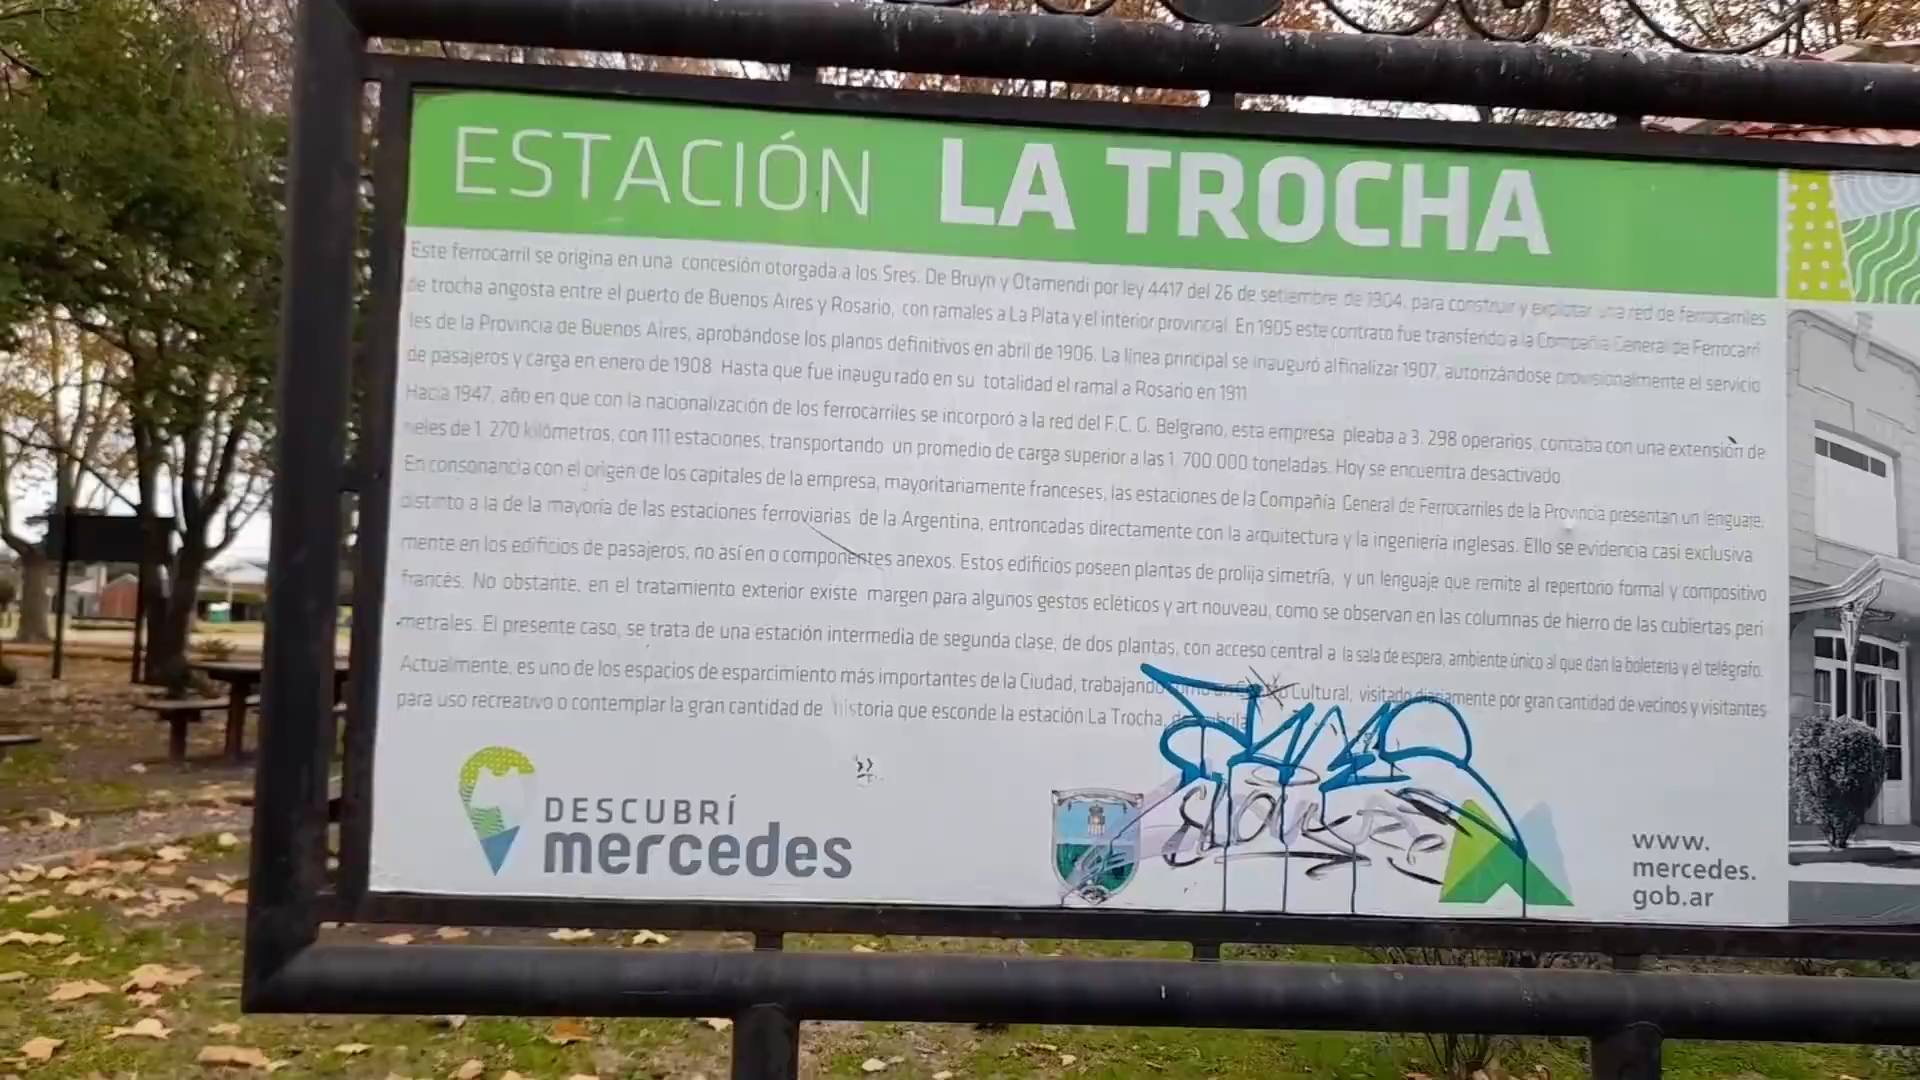 ESTACIÓN LA TROCHA
Este ferrocarril se origina en una concesión otorgada a los Sres. De Bruyn y Otamendi por ley 4417 del 26 de setiembre de 1904, para construir y explotar una red de ferrocarriles
de trocha angosta entre el puerto de Buenos Aires y Rosario, con ramales a La Plata y el interior provincial. En 1905 este contrato fue transferido a la Compañia General de Ferrocarri
les de la Provincia de Buenos Aires, aprobándose los planos definitivos en abril de 1906. La línea principal se inauguró al finalizar 1907, autorizándose provisionalmente el servicio
de pasajeros y carga en enero de 1908. Hasta que fue inaugurado en su totalidad el ramal a Rosario en 1911
Hacia 1947, año en que con la nacionalización de los ferrocarriles se incorporó a la red del F.C. G. Belgrano, esta empresa pleaba a 3. 298 operarios, contaba con una extensión de
rieles de 1. 270 kilómetros, con 111 estaciones, transportando un promedio de carga superior a las 1. 700.000 toneladas. Hoy se encuentra desactivado.
En consonancia con el origen de los capitales de la empresa, mayoritariamente franceses, las estaciones de la Compañía General de Ferrocarriles de la Provincia presentan un lenguaje,
distinto a la de la mayoría de las estaciones ferroviarias de la Argentina, entroncadas directamente con la arquitectura y la ingeniería inglesas. Ello se evidencia casi exclusiva
mente en los edificios de pasajeros, no así en o componentes anexos. Estos edificios poseen plantas de prolija simetría, y un lenguaje que remite al repertorio formal y compositivo
francés. No obstante, en el tratamiento exterior existe margen para algunos gestos ecléticos y art nouveau, como se observan en las columnas de hierro de las cubiertas peri
metrales. El presente caso, se trata de una estación intermedia de segunda clase, de dos plantas, con acceso central a la sala de espera, ambiente único al que dan la boletería y el telégrafo.
Actualmente, es uno de los espacios de esparcimiento más importantes de la Ciudad, trabajando como un Centro Cultural, visitado diariamente por gran cantidad de vecinos y visitantes
para uso recreativo o contemplar la gran cantidad de historia que esconde la estación La Trocha, descubrila
DESCUBRÍ
mercedes
www.
mercedes.
gob.ar